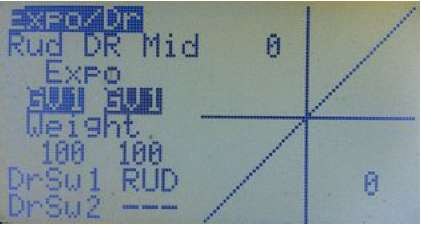 Expo/Dr
Rud DR Mid 0
Expo
GV1 GV1
Weight
100 100
DrSw1 RUD 0
DrSw2 ---